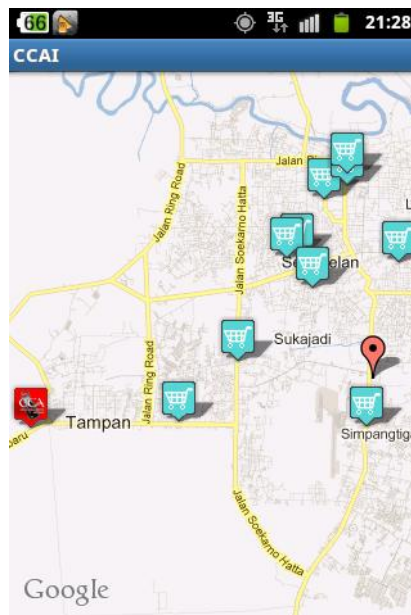 66
3G
21:28
CCAI
Jalan Ring Road
Jalan
Jalan Soekarno Hatta
Sukajadi
Jalan Ring Road
Tampan
Simpangtiga
Jalan Soekarno Hatta
Google